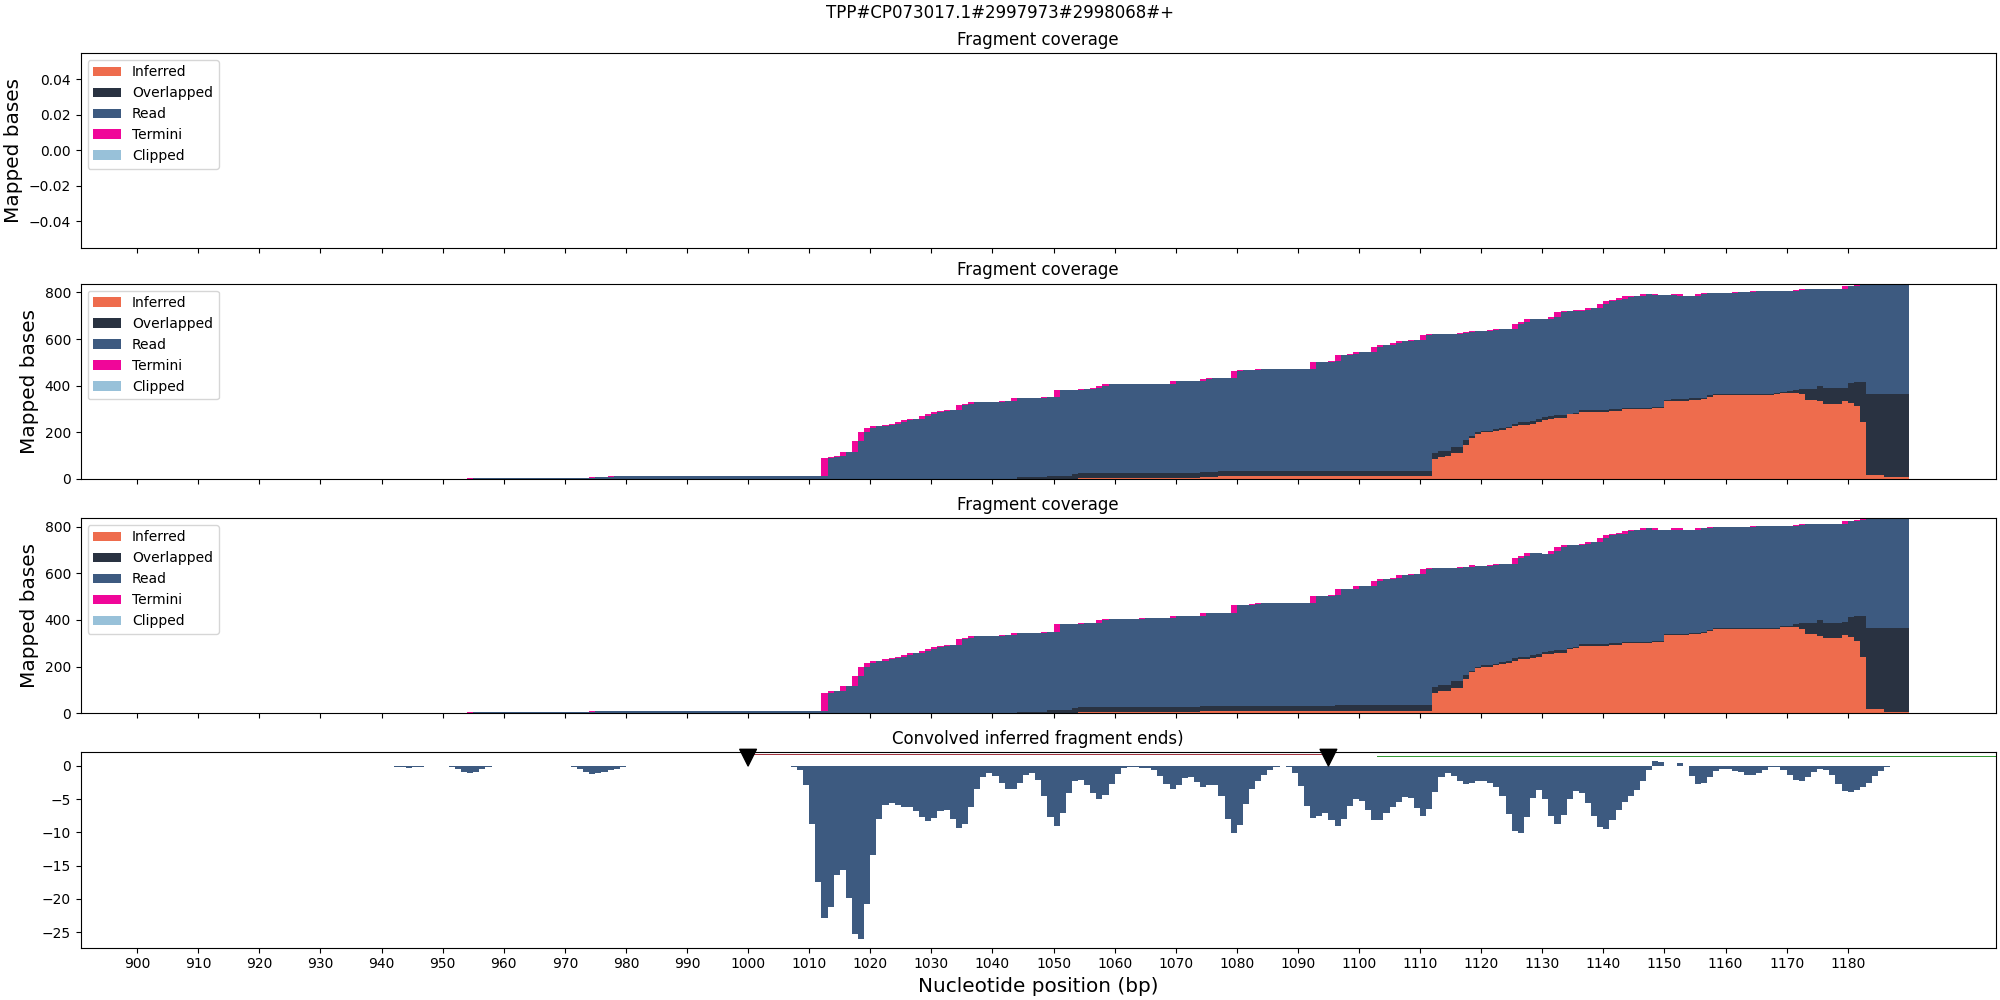 TPP#CP073017.1#2997973#2998068#+
Fragment coverage
Mapped bases
0.04
0.02
0.00
−0.02
−0.04
Inferred
Overlapped
Read
Termini
Clipped
Fragment coverage
Mapped bases
800
600
400
200
0
Inferred
Overlapped
Read
Termini
Clipped
Fragment coverage
Mapped bases
800
600
400
200
0
Inferred
Overlapped
Read
Termini
Clipped
Convolved inferred fragment ends)
0
−5
−10
−15
−20
−25
900 910 920 930 940 950 960 970 980 990 1000 1010 1020 1030 1040 1050 1060 1070 1080 1090 1100 1110 1120 1130 1140 1150 1160 1170 1180
Nucleotide position (bp)